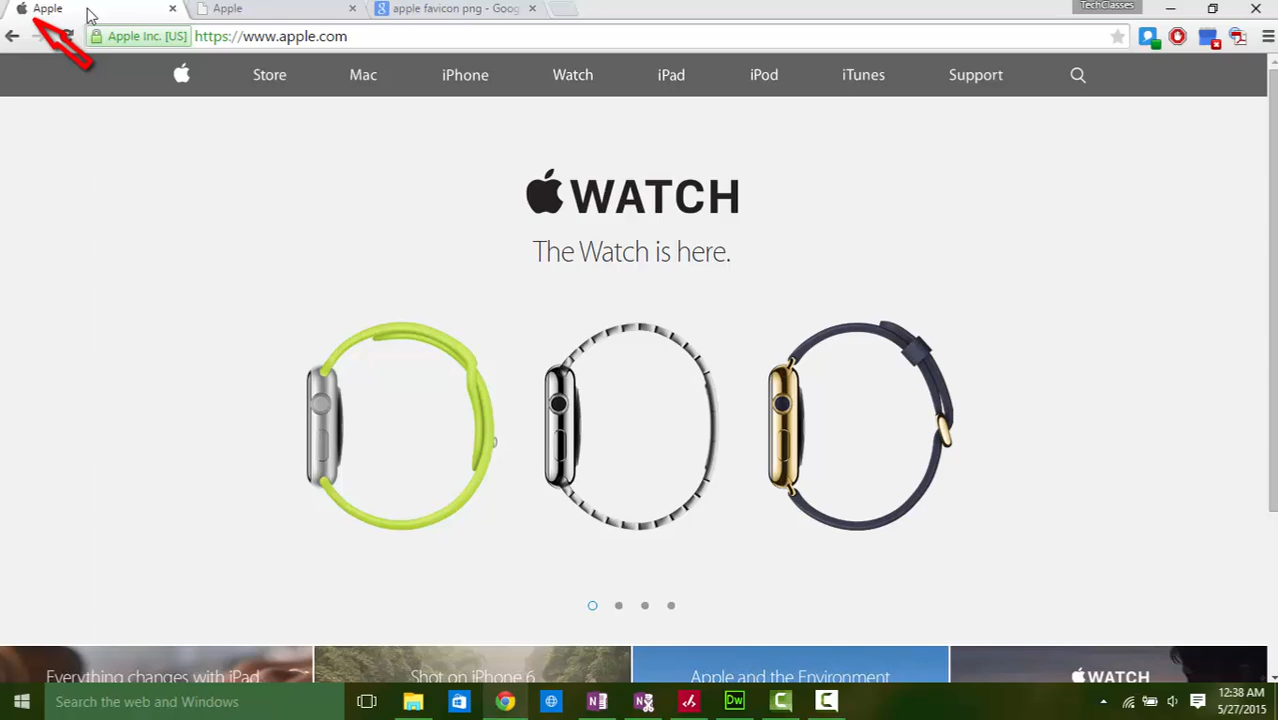 Apple
Apple
apple favicon png - Goog
TechClasses
Apple Inc. [US]
https://www.apple.com
Store
Mac
iPhone
Watch
iPad
iPod
iTunes
Support
WATCH
The Watch is here.
Everything changes with iPad
Shot on iPhone 6
Apple and the Environment
WATCH
Search the web and Windows
Dw
12:38 AM
5/27/2015